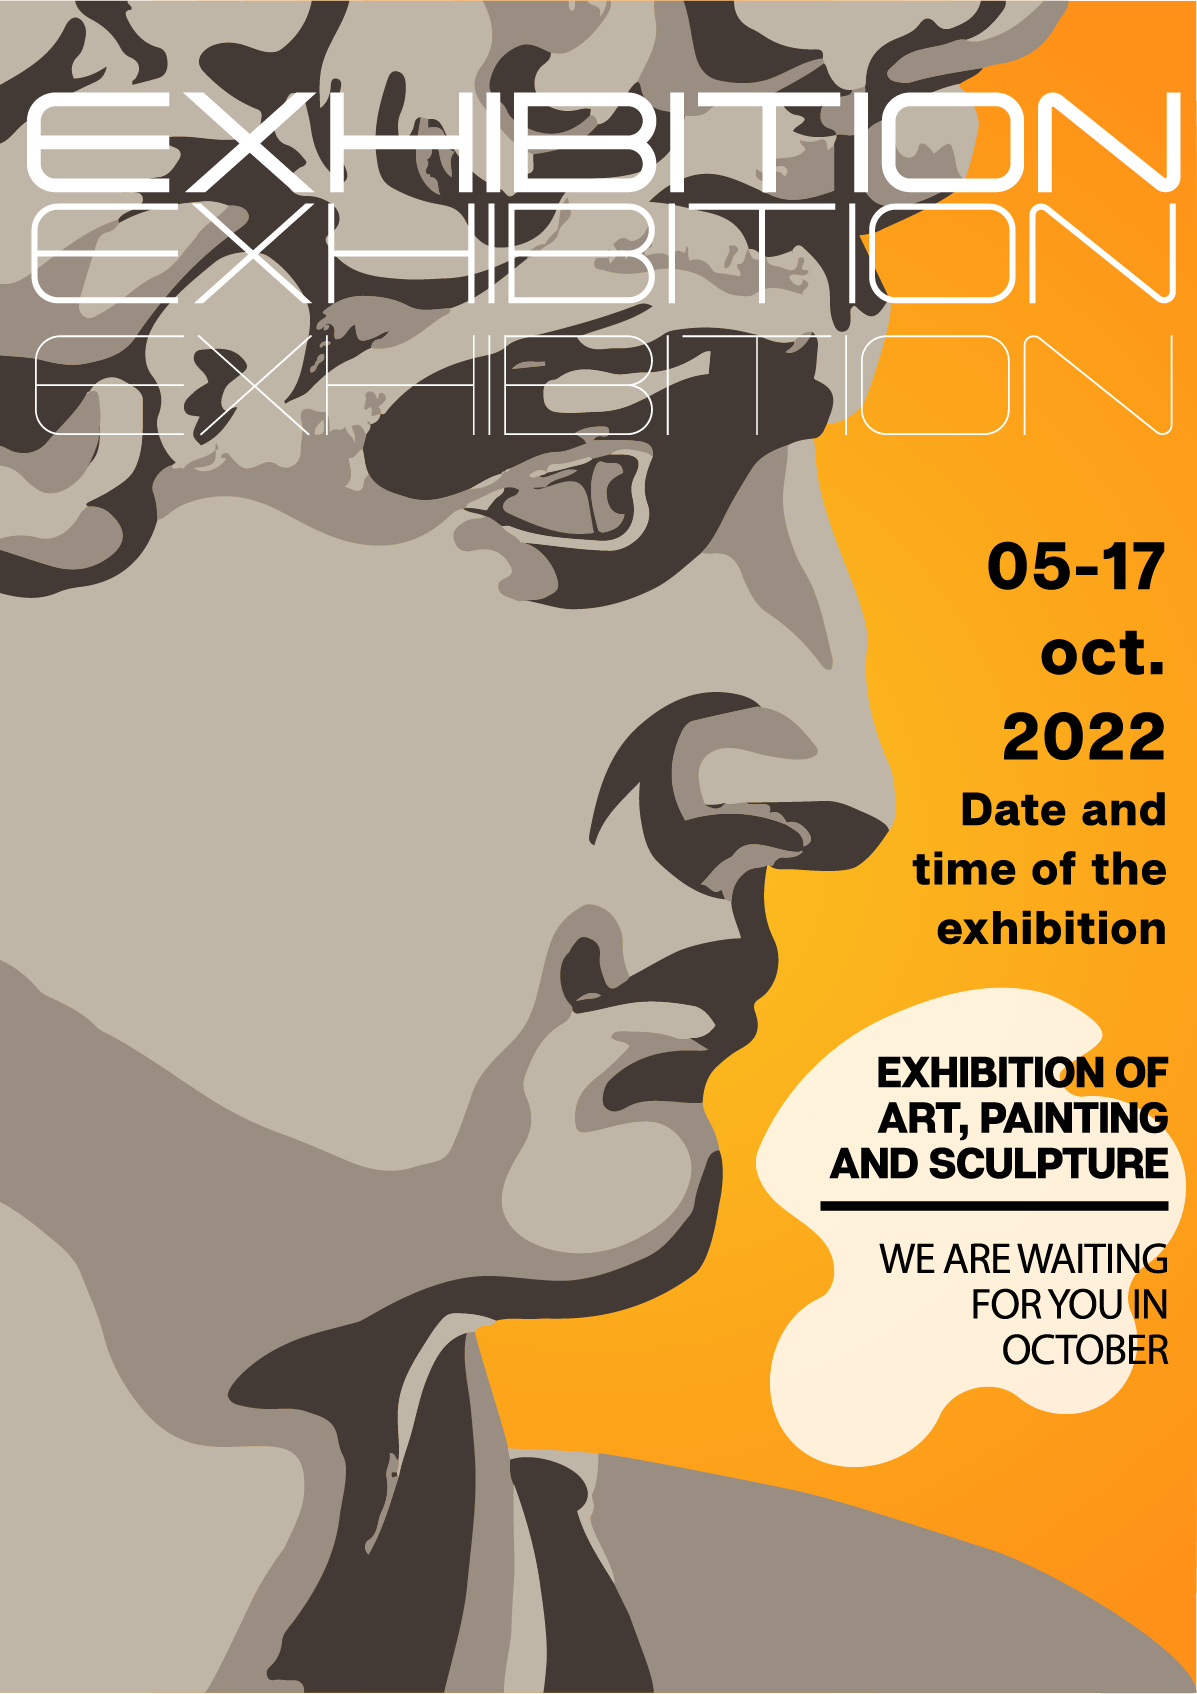 EXHIBITION
EXHIBITION
EXHIBITION
05-17
oct.
2022
Date and
time of the
exhibition
EXHIBITION OF
ART, PAINTING
AND SCULPTURE
WE ARE WAITING
FOR YOU IN
OCTOBER